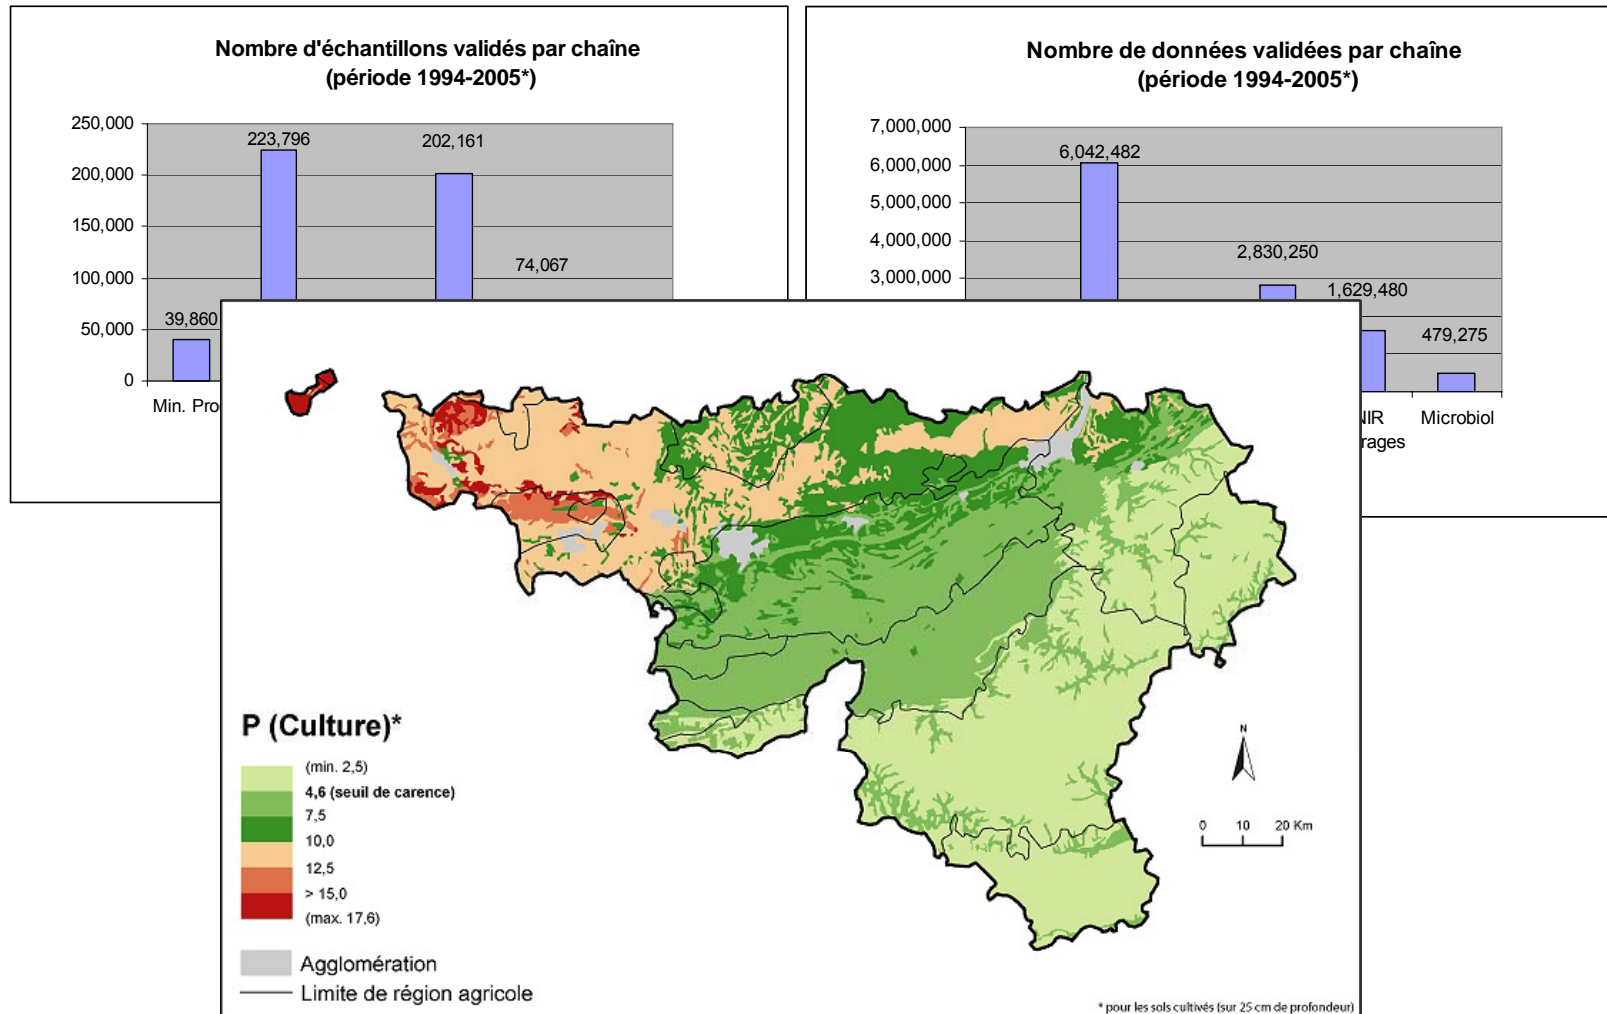 Nombre d'échantillons validés par chaîne
(période 1994-2005*)
250,000
200,000
150,000
100,000
50,000
0
223,796
202,161
74,067
39,860
Min.
Nombre de données validées par chaîne
(période 1994-2005*)
7,000,000
6,000,000
5,000,000
4,000,000
3,000,000
6,042,482
2,830,250
1,629,480
479,275
Microbiol
P (Culture)*
(min. 2,5)
4,6 (seuil de carence)
7,5
10,0
12,5
> 15,0
(max. 17,6)
Agglomération
Limite de région agricole
N
0 10 20 Km
* pour les sols cultivés (sur 25 cm de profondeur)